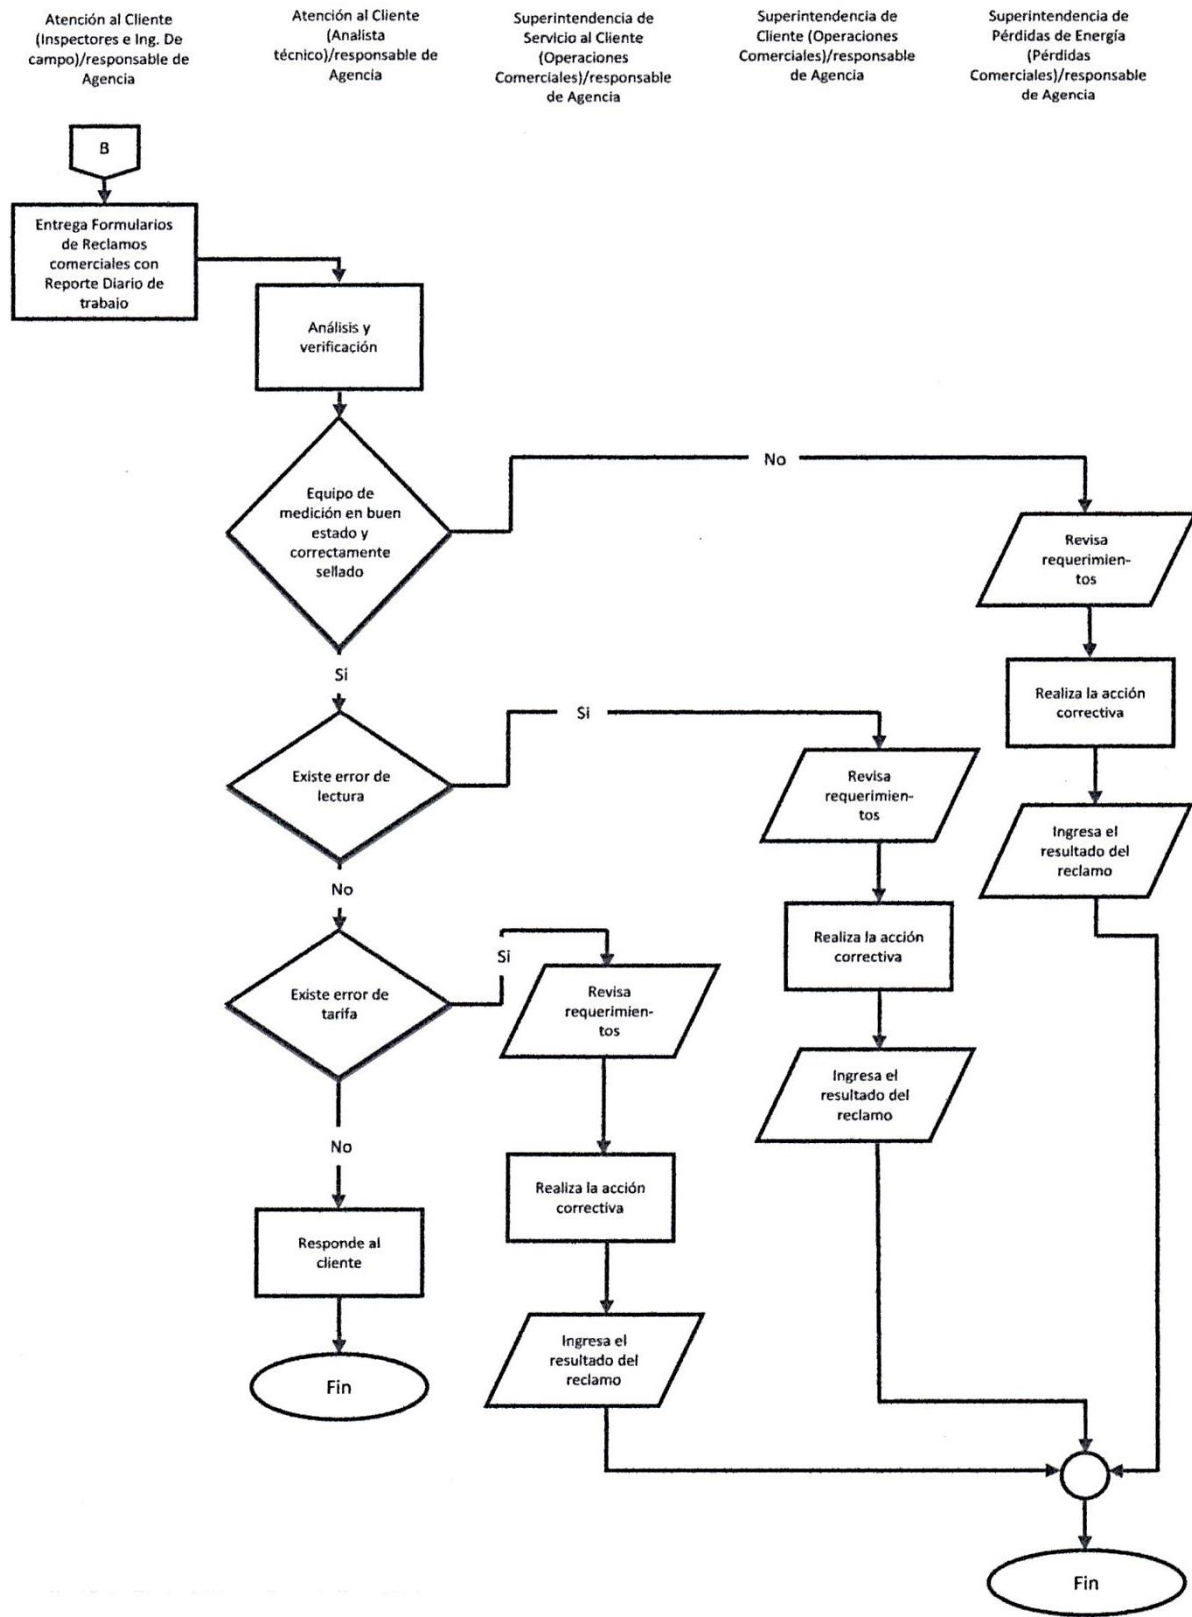 Atención al Cliente
(Inspectores e Ing. De
campo)/responsable de
Agencia
Atención al Cliente
(Analista
técnico)/responsable de
Agencia
Superintendencia de
Servicio al Cliente
(Operaciones
Comerciales)/responsable
de Agencia
Superintendencia de
Cliente (Operaciones
Comerciales)/responsable
de Agencia
Superintendencia de
Pérdidas de Energía
(Pérdidas
Comerciales)/responsable
de Agencia
B
Entrega Formularios
de Reclamos
comerciales con
Reporte Diario de
trabajo
Análisis y
verificación
Equipo de
medición en buen
estado y
correctamente
sellado
No
Revisa
requerimien-
tos
Si
Realiza la acción
correctiva
Existe error de
lectura
Si
Revisa
requerimien-
tos
Ingresa el
resultado del
reclamo
No
Realiza la acción
correctiva
Existe error de
tarifa
Si
Revisa
requerimien-
tos
Ingresa el
resultado del
reclamo
No
Realiza la acción
correctiva
Responde al
cliente
Ingresa el
resultado del
reclamo
Fin
Fin